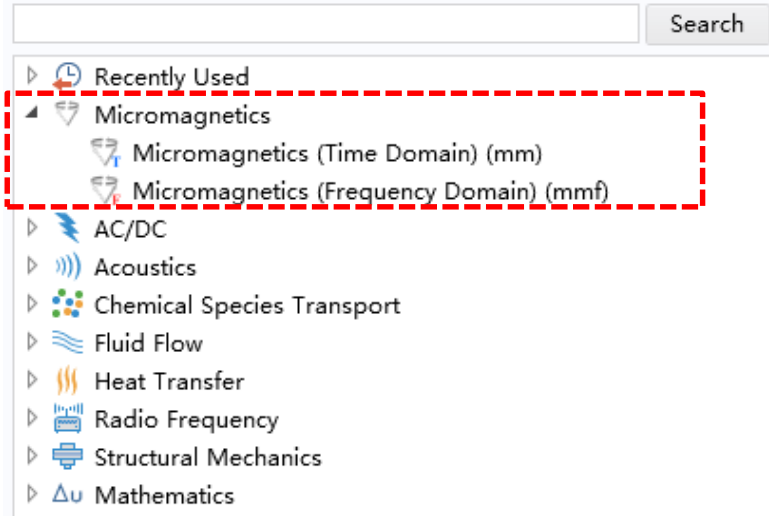 Search
Recently Used
Micromagnetics
Micromagnetics (Time Domain) (mm)
Micromagnetics (Frequency Domain) (mmf)
AC/DC
Acoustics
Chemical Species Transport
Fluid Flow
Heat Transfer
Radio Frequency
Structural Mechanics
Δu Mathematics